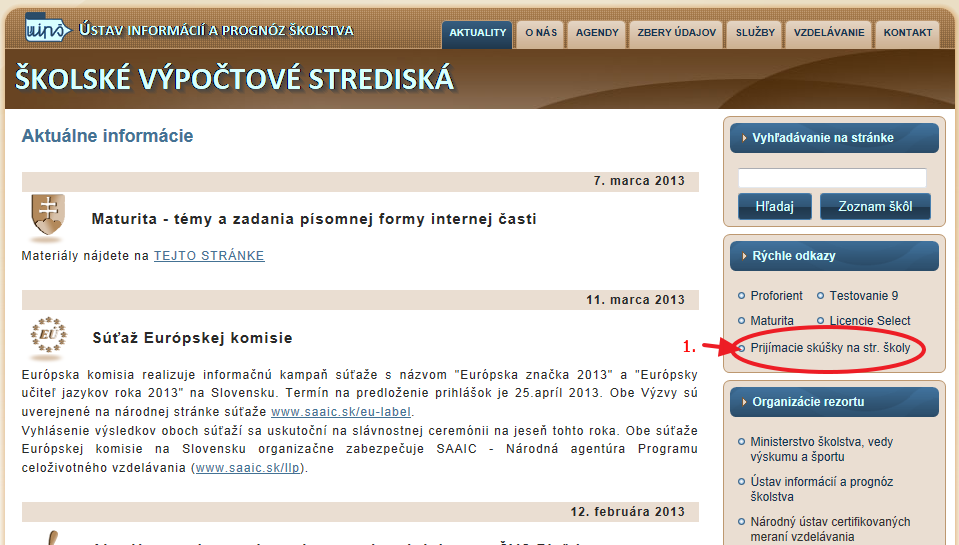 uips ÚSTAV INFORMÁCIÍ A PROGNÓZ ŠKOLSTVA
AKTUALITY O NÁS AGENDY ZBERY ÚDAJOV SLUŽBY VZDELÁVANIE KONTAKT
ŠKOLSKÉ VÝPOČTOVÉ STREDISKÁ
Aktuálne informácie
7. marca 2013
Maturita - témy a zadania písomnej formy internej časti
Materiály nájdete na TEJTO STRÁNKE
11. marca 2013
EÚ
Súťaž Európskej komisie
Európska komisia realizuje informačnú kampaň súťaže s názvom "Európska značka 2013" a "Európsky
učiteľ jazykov roka 2013" na Slovensku. Termín na predloženie prihlášok je 25.apríl 2013. Obe Výzvy sú
uverejnené na národnej stránke súťaže www.saaic.sk/eu-label.
Vyhlásenie výsledkov oboch súťaží sa uskutoční na slávnostnej ceremónii na jeseň tohto roka. Obe súťaže
Európskej komisie na Slovensku organizačne zabezpečuje SAAIC - Národná agentúra Programu
celoživotného vzdelávania (www.saaic.sk/llp).
12. februára 2013
Vyhľadávanie na stránke
Hľadaj Zoznam škôl
Rýchle odkazy
Proforient Testovanie 9
Maturita Licencie Select
1. Prijímacie skúšky na str. školy
Organizácie rezortu
Ministerstvo školstva, vedy
výskumu a športu
Ústav informácií a prognóz
školstva
Národný ústav certifikovaných
meraní vzdelávania